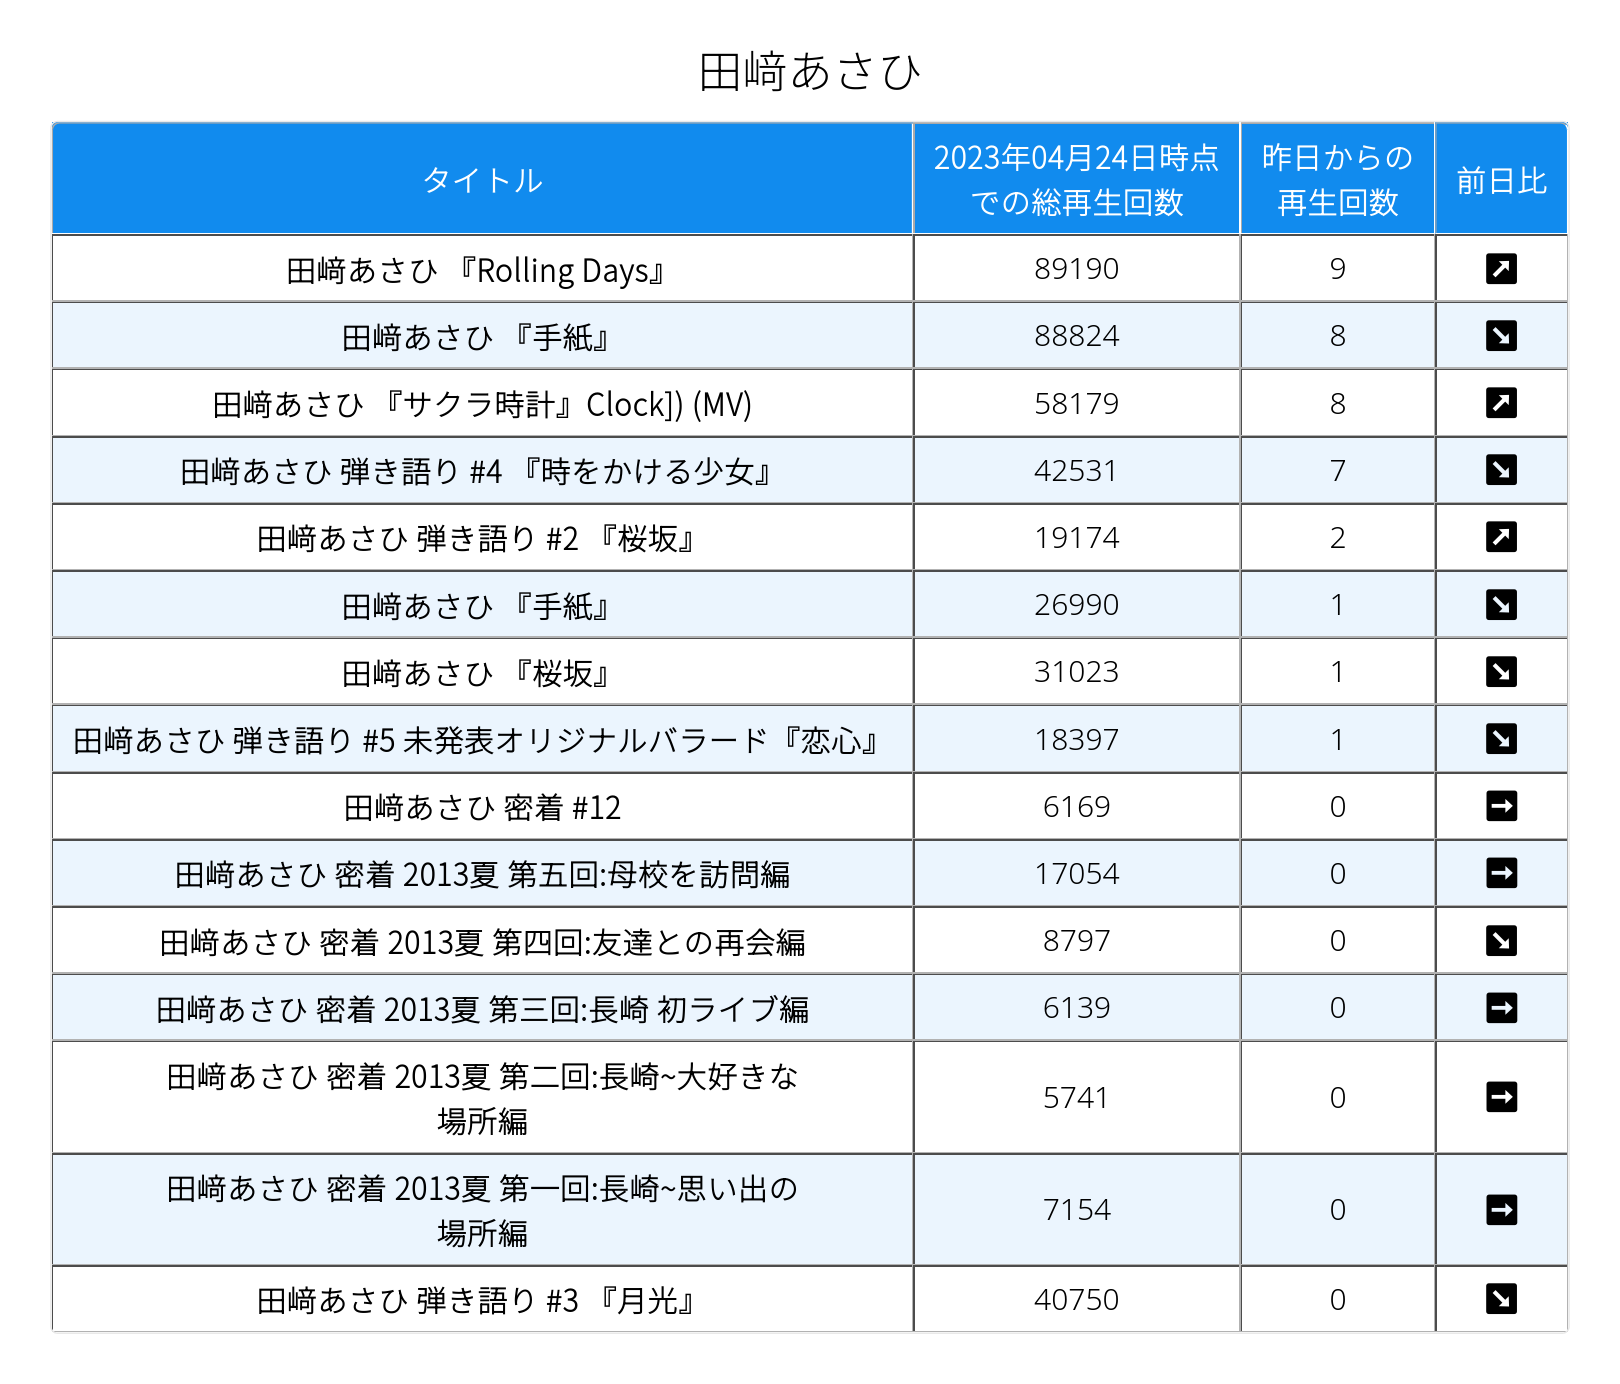 田﨑あさひ
タイトル
2023年04月24日時点
での総再生回数
昨日からの
再生回数
前日比
田﨑あさひ 『Rolling Days』 89190 9
田﨑あさひ 『手紙』 88824 8
田﨑あさひ 『サクラ時計』Clock]) (MV) 58179 8
田﨑あさひ 弾き語り #4 『時をかける少女』 42531 7
田﨑あさひ 弾き語り #2 『桜坂』 19174 2
田﨑あさひ 『手紙』 26990 1
田﨑あさひ 『桜坂』 31023 1
田﨑あさひ 弾き語り #5 未発表オリジナルバラード『恋心』 18397 1
田﨑あさひ 密着 #12 6169 0
田﨑あさひ 密着 2013夏 第五回:母校を訪問編 17054 0
田﨑あさひ 密着 2013夏 第四回:友達との再会編 8797 0
田﨑あさひ 密着 2013夏 第三回:長崎 初ライブ編 6139 0
田﨑あさひ 密着 2013夏 第二回:長崎~大好きな
場所編 5741 0
田﨑あさひ 密着 2013夏 第一回:長崎~思い出の
場所編 7154 0
田﨑あさひ 弾き語り #3 『月光』 40750 0